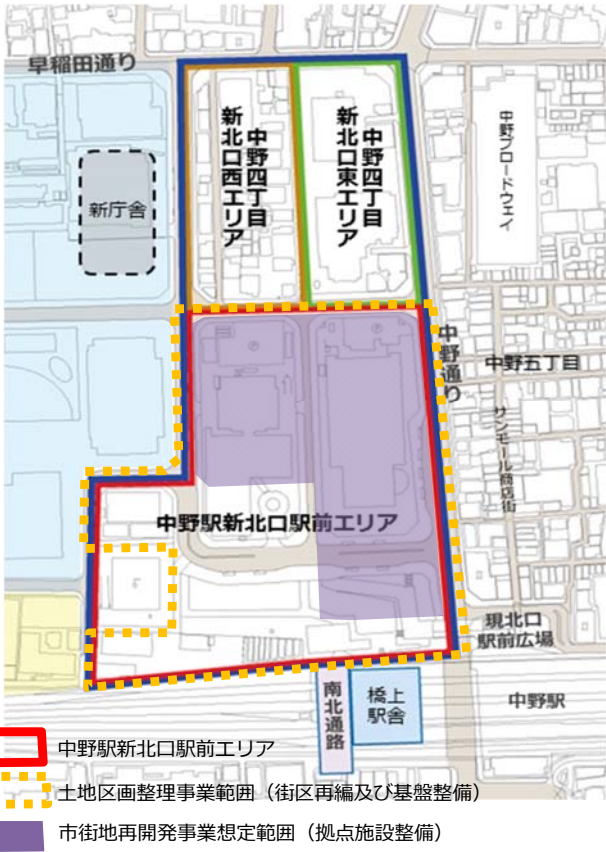 早稲田通り
中野四丁目
新北口西エリア
中野四丁目
新北口東エリア
中野ブロードウェイ
新庁舎
中野通り
中野五丁目
サンモール商店街
中野駅新北口駅前エリア
現北口
駅前広場
南北通路
橋上
駅舎
中野駅
中野駅新北口駅前エリア
土地区画整理事業範囲（街区再編及び基盤整備）
市街地再開発事業想定範囲（拠点施設整備）